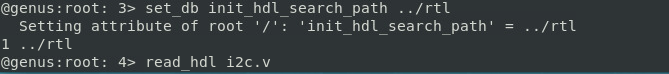 @genus:root: 3> set_db init_hdl_search_path ../rtl
  Setting attribute of root '/': 'init_hdl_search_path' = ../rtl
1 ../rtl
@genus:root: 4> read_hdl i2c.v